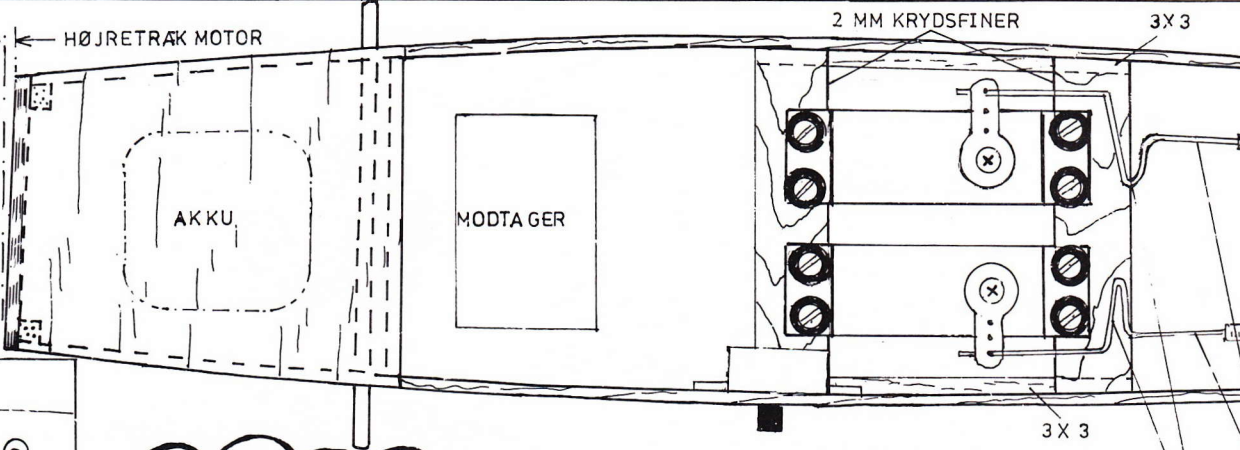 HØJRETRÆK MOTOR
2 MM KRYDSFINER
3X3
AKKU
MODTAGER
3X3